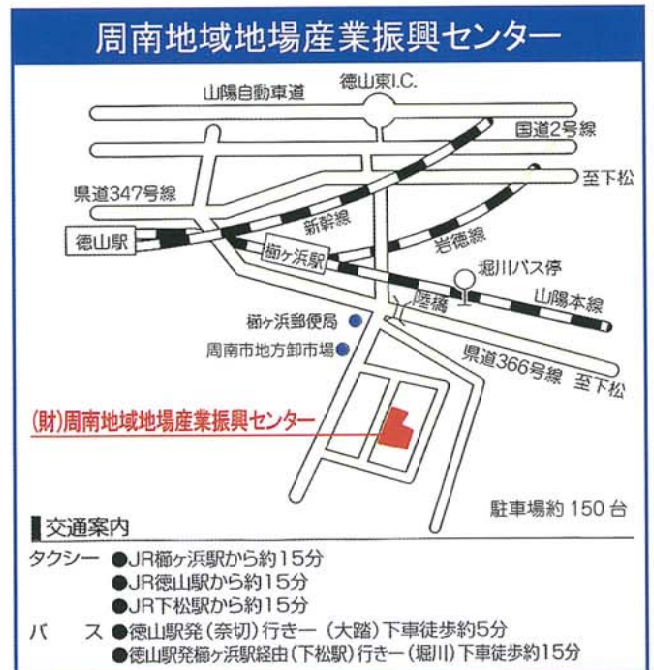 周南地域地場産業振興センター
徳山東I.C.
山陽自動車道
国道2号線
県道347号線
至下松
新幹線
徳山駅
櫛ヶ浜駅
岩徳線
堀川バス停
陸橋
山陽本線
櫛ヶ浜郵便局
周南市地方卸市場
県道366号線 至下松
(財)周南地域地場産業振興センター
駐車場約150台
交通案内
タクシー ●JR櫛ヶ浜駅から約15分
●JR徳山駅から約15分
●JR下松駅から約15分
バス ●徳山駅発(奈切)行きー(大踏)下車徒歩約5分
●徳山駅発櫛ヶ浜駅経由(下松駅)行きー(堀川)下車徒歩約15分